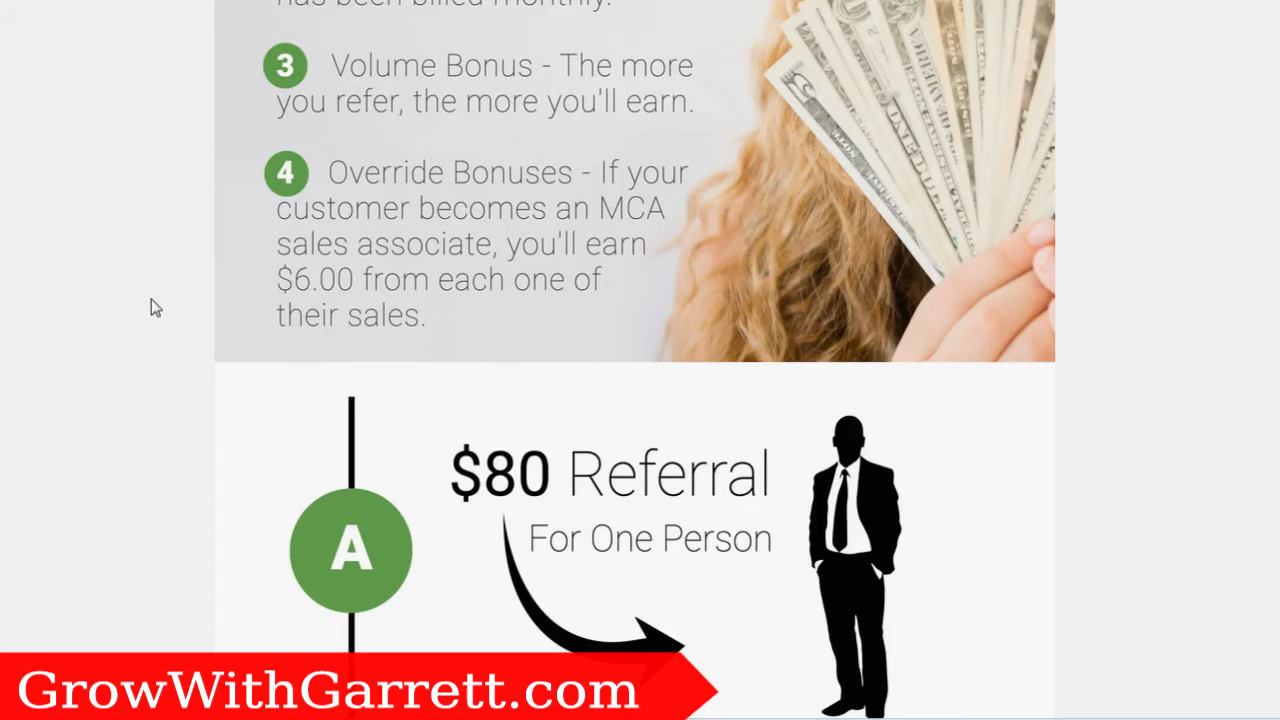 3 Volume Bonus - The more
you refer, the more you'll earn.
4 Override Bonuses - If your
customer becomes an MCA
sales associate, you'll earn
$6.00 from each one of
their sales.
$80 Referral
For One Person
A
GrowWithGarrett.com